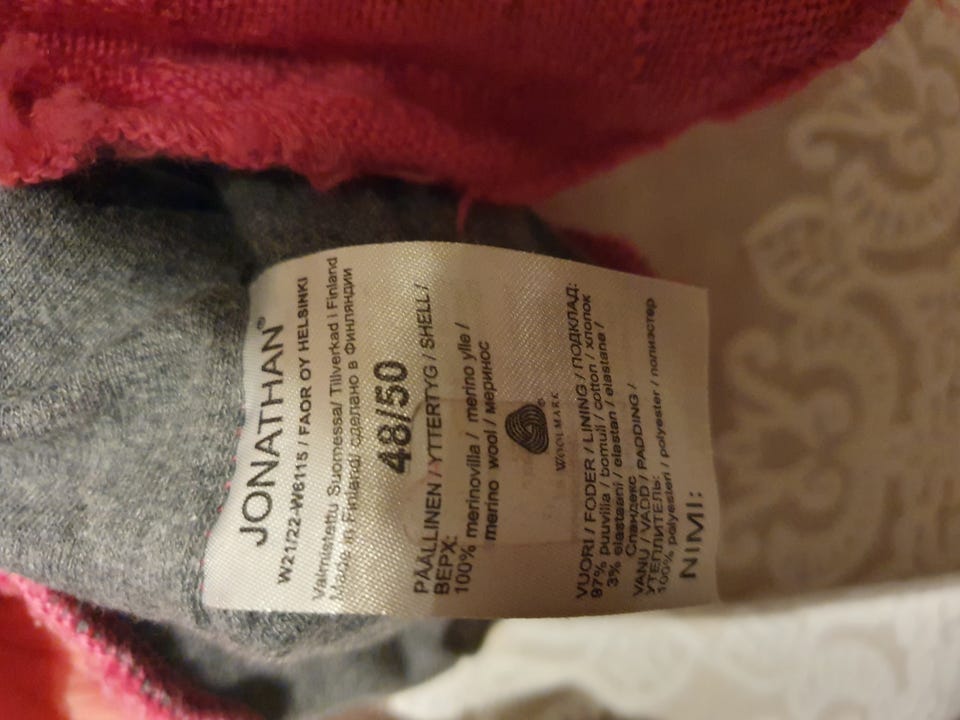 JONATHAN®
W21/22-W6115 / FAOR OY HELSINKI
Valmistettu Suomessa/ Tillverkad i Finland
Made in Finland/ сделано в Финляндии
48/50
PÄÄLLINEN / YTTERTYG / SHELL /
ВЕРХ:
100% merinovilla / merino ylle /
merino wool / меринос
WOOLMARK
VUORI / FODER / LINING / ПОДКЛАД:
97% puuvilla / bomull / cotton / хлопок
3% elastaani / elastan / elastane /
Спандекс
VANU / VADD / PADDING /
УТЕПЛИТЕЛЬ:
100% polyesteri / polyester / полиэстер
NIMI: